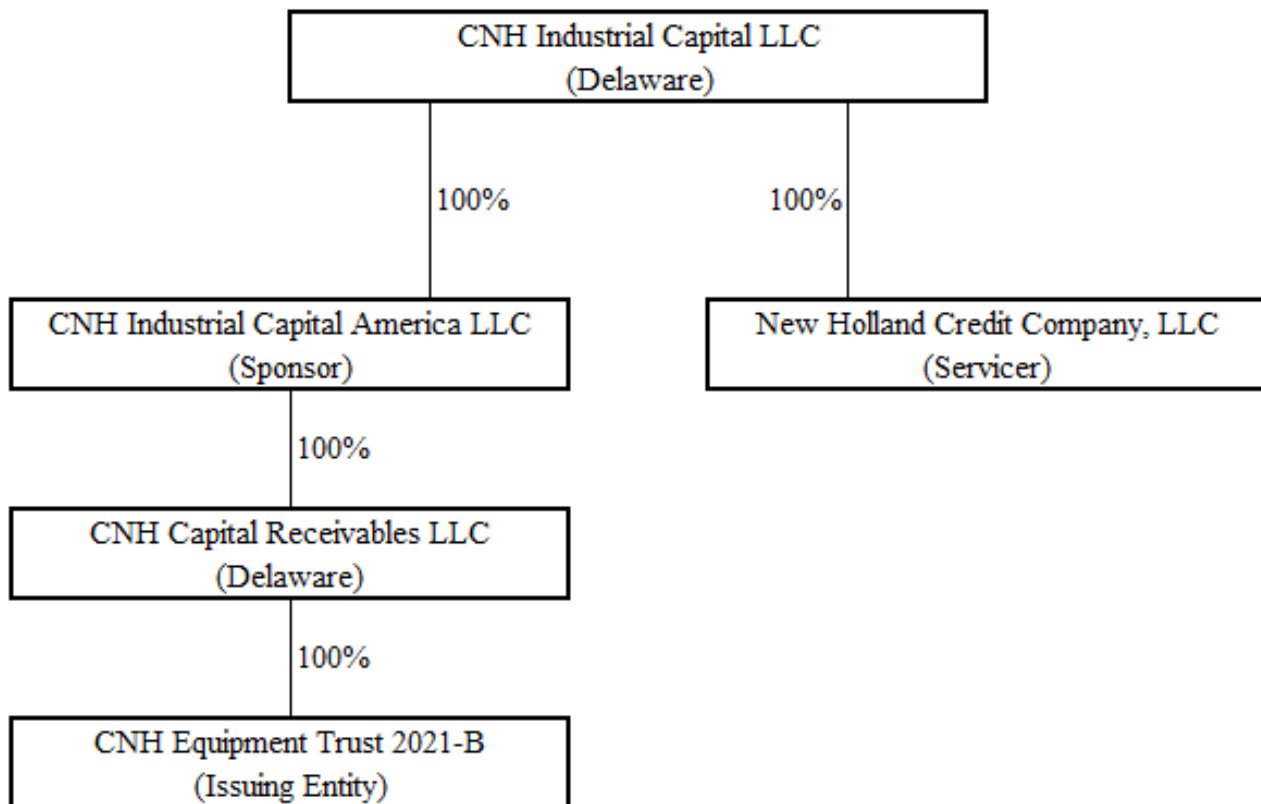 CNH Industrial Capital LLC
(Delaware)
100%
100%
CNH Industrial Capital America LLC
(Sponsor)
New Holland Credit Company, LLC
(Servicer)
100%
CNH Capital Receivables LLC
(Delaware)
100%
CNH Equipment Trust 2021-B
(Issuing Entity)